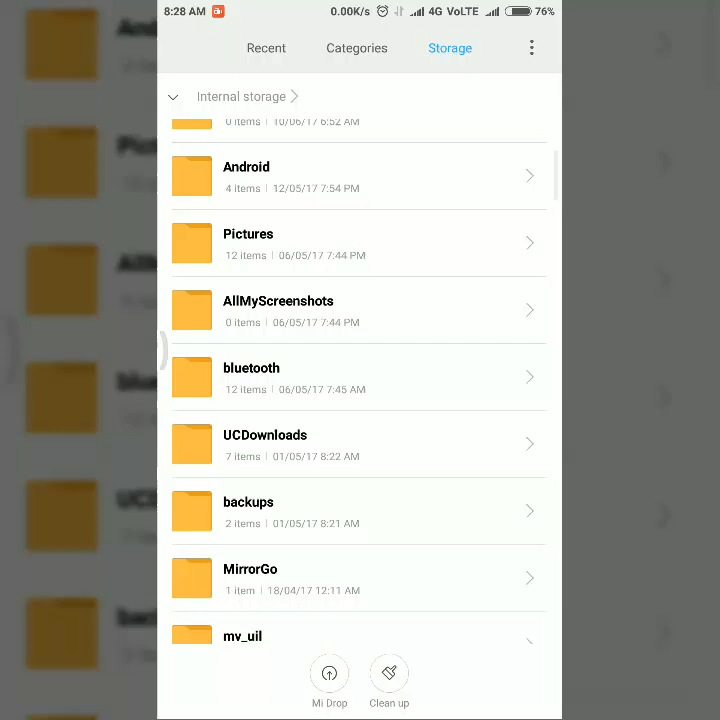 8:28 AM 0.00K/s 4G VoLTE 76%
Recent Categories Storage
Internal storage
0 items | 10/06/17 6:52 AM
Android
4 items | 12/05/17 7:54 PM
Pictures
12 items | 06/05/17 7:44 PM
AllMyScreenshots
0 items | 06/05/17 7:44 PM
bluetooth
12 items | 06/05/17 7:45 AM
UCDownloads
7 items | 01/05/17 8:22 AM
backups
2 items | 01/05/17 8:21 AM
MirrorGo
1 item | 18/04/17 12:11 AM
mv_uil
Mi Drop Clean up